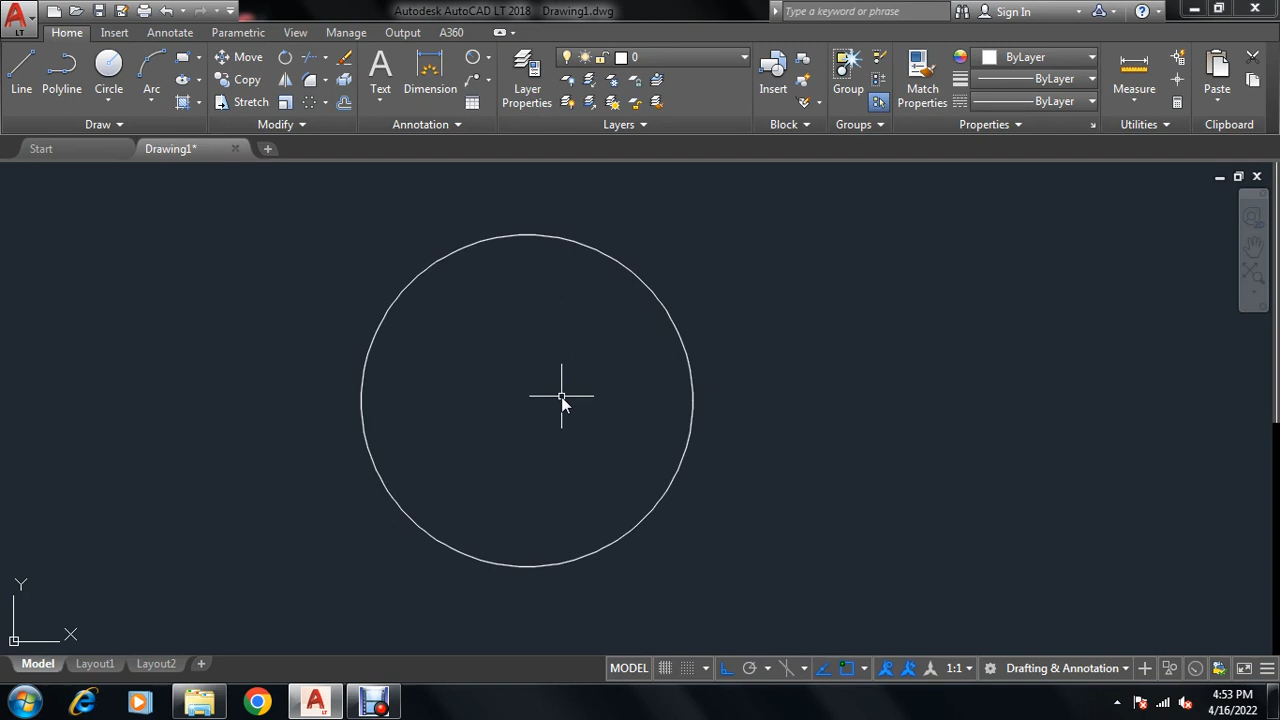 Autodesk AutoCAD LT 2018 Drawing1.dwg
Type a keyword or phrase
Sign In
LT
Home Insert Annotate Parametric View Manage Output A360
Line Polyline Circle Arc
Move
Copy
Stretch
Text Dimension
Layer Properties
0
Insert
Group
Match Properties
ByLayer
ByLayer
ByLayer
Measure
Paste
Draw Modify Annotation Layers Block Groups Properties Utilities Clipboard
Start Drawing1*
Y
X
Model Layout1 Layout2
MODEL 1:1 Drafting & Annotation
4:53 PM
4/16/2022